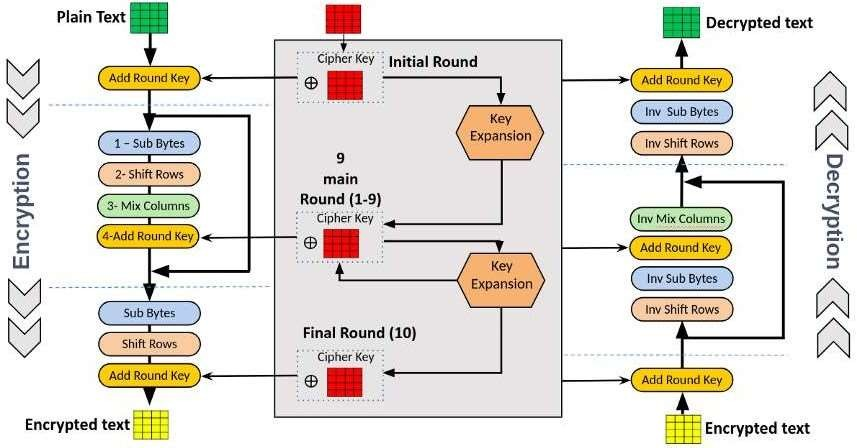 Plain Text
Add Round Key
1 – Sub Bytes
2- Shift Rows
3- Mix Columns
4-Add Round Key
Sub Bytes
Shift Rows
Add Round Key
Encrypted text
Encryption
Cipher Key
Initial Round
Key
Expansion
9
main
Round (1-9)
Cipher Key
Key
Expansion
Final Round (10)
Cipher Key
Decrypted text
Add Round Key
Inv Sub Bytes
Inv Shift Rows
Inv Mix Columns
Add Round Key
Inv Sub Bytes
Inv Shift Rows
Add Round Key
Encrypted text
Decryption